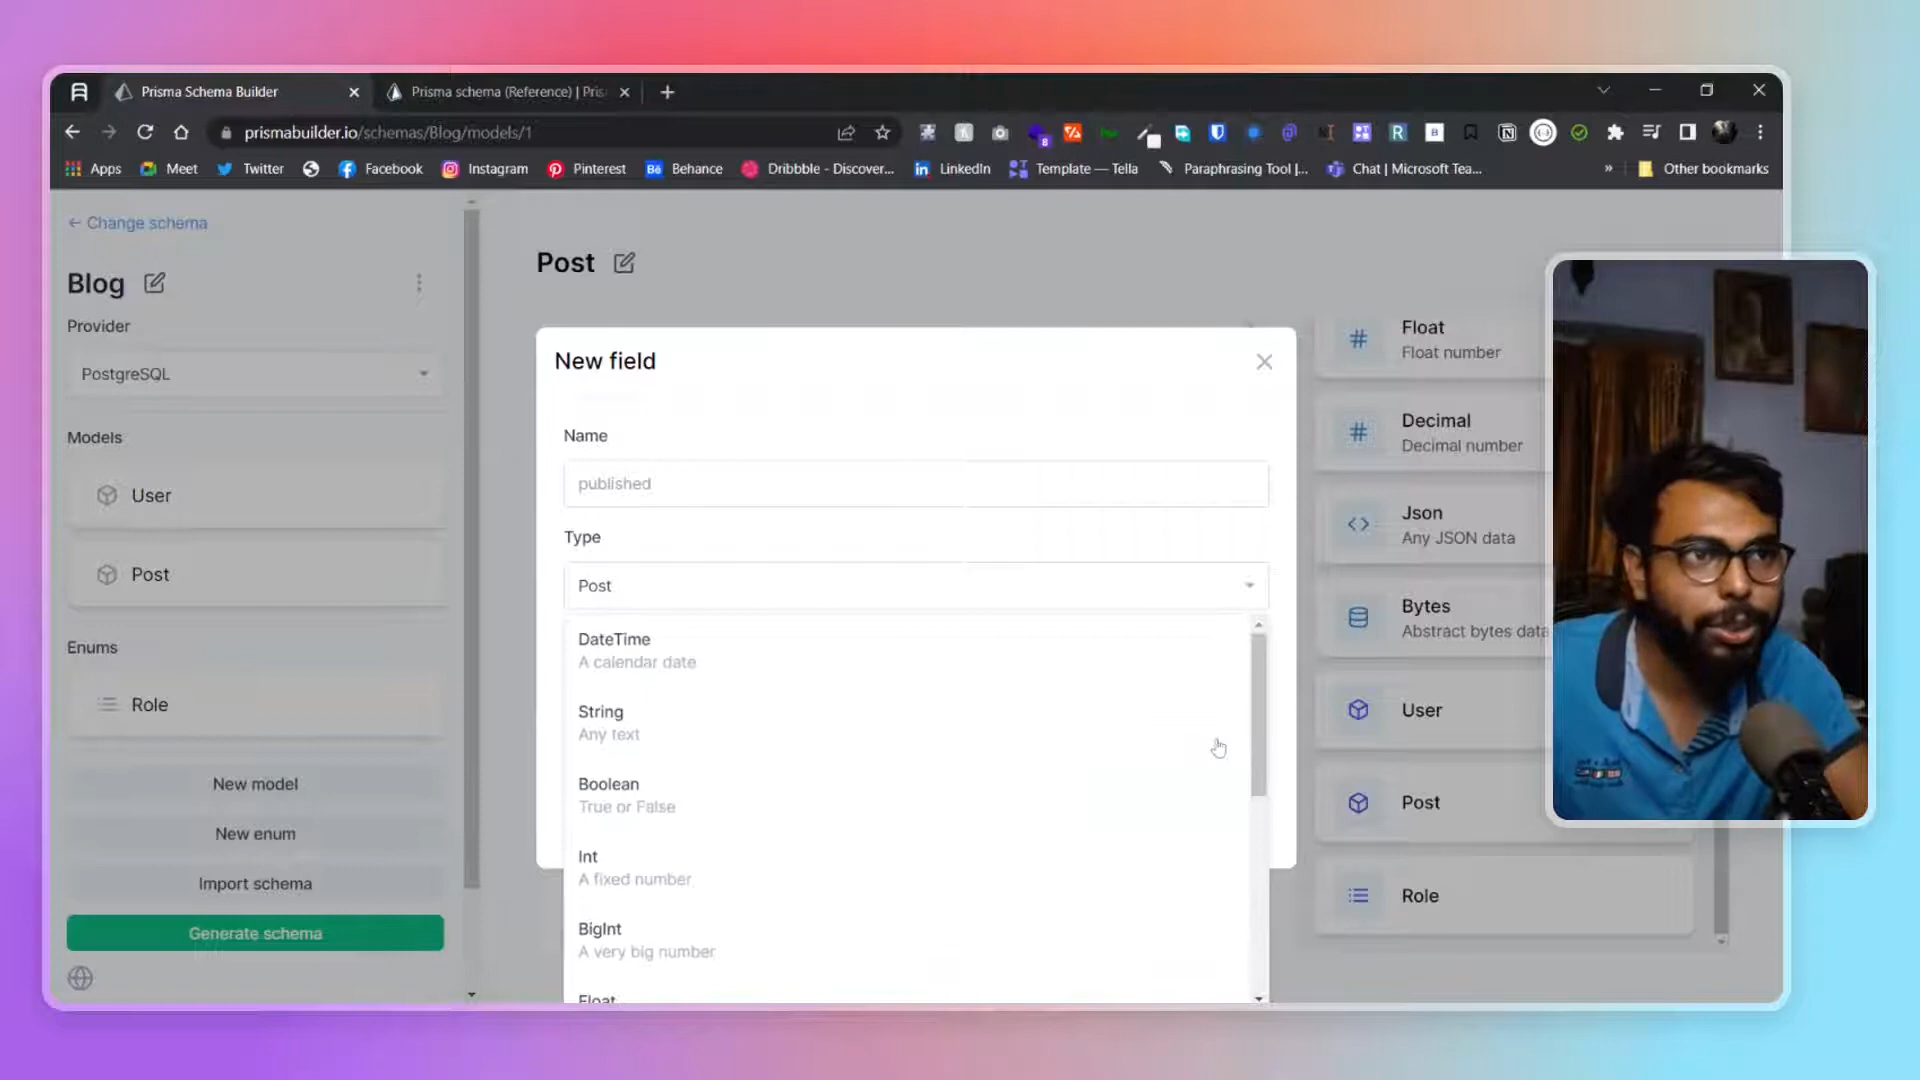 Prisma Schema Builder
Prisma schema (Reference) | Pris
prismabuilder.io/schemas/Blog/models/1
8
R
B
Apps
Meet
Twitter
Facebook
Instagram
Pinterest
Bē
Behance
Dribbble - Discover...
in
LinkedIn
Template — Tella
Paraphrasing Tool |...
Chat | Microsoft Tea...
»
Other bookmarks
← Change schema
Blog
Provider
PostgreSQL
Models
User
Post
Enums
Role
New model
New enum
Import schema
Generate schema
Post
New field
Name
published
Type
Post
DateTime
A calendar date
String
Any text
Boolean
True or False
Int
A fixed number
BigInt
A very big number
Float
Float
Float number
Decimal
Decimal number
Json
Any JSON data
Bytes
Abstract bytes data
User
Post
Role